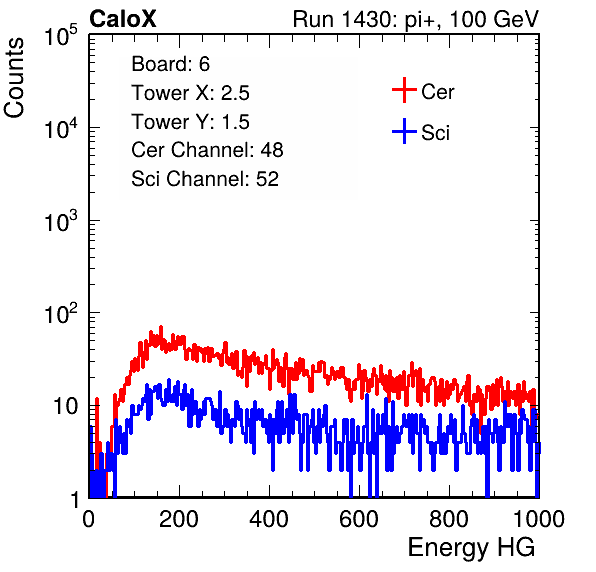 CaloX Run 1430: pi+, 100 GeV
Counts
Board: 6
Tower X: 2.5
Tower Y: 1.5
Cer Channel: 48
Sci Channel: 52
Cer
Sci
10^5
10^4
10^3
10^2
10
1
0 200 400 600 800 1000
Energy HG